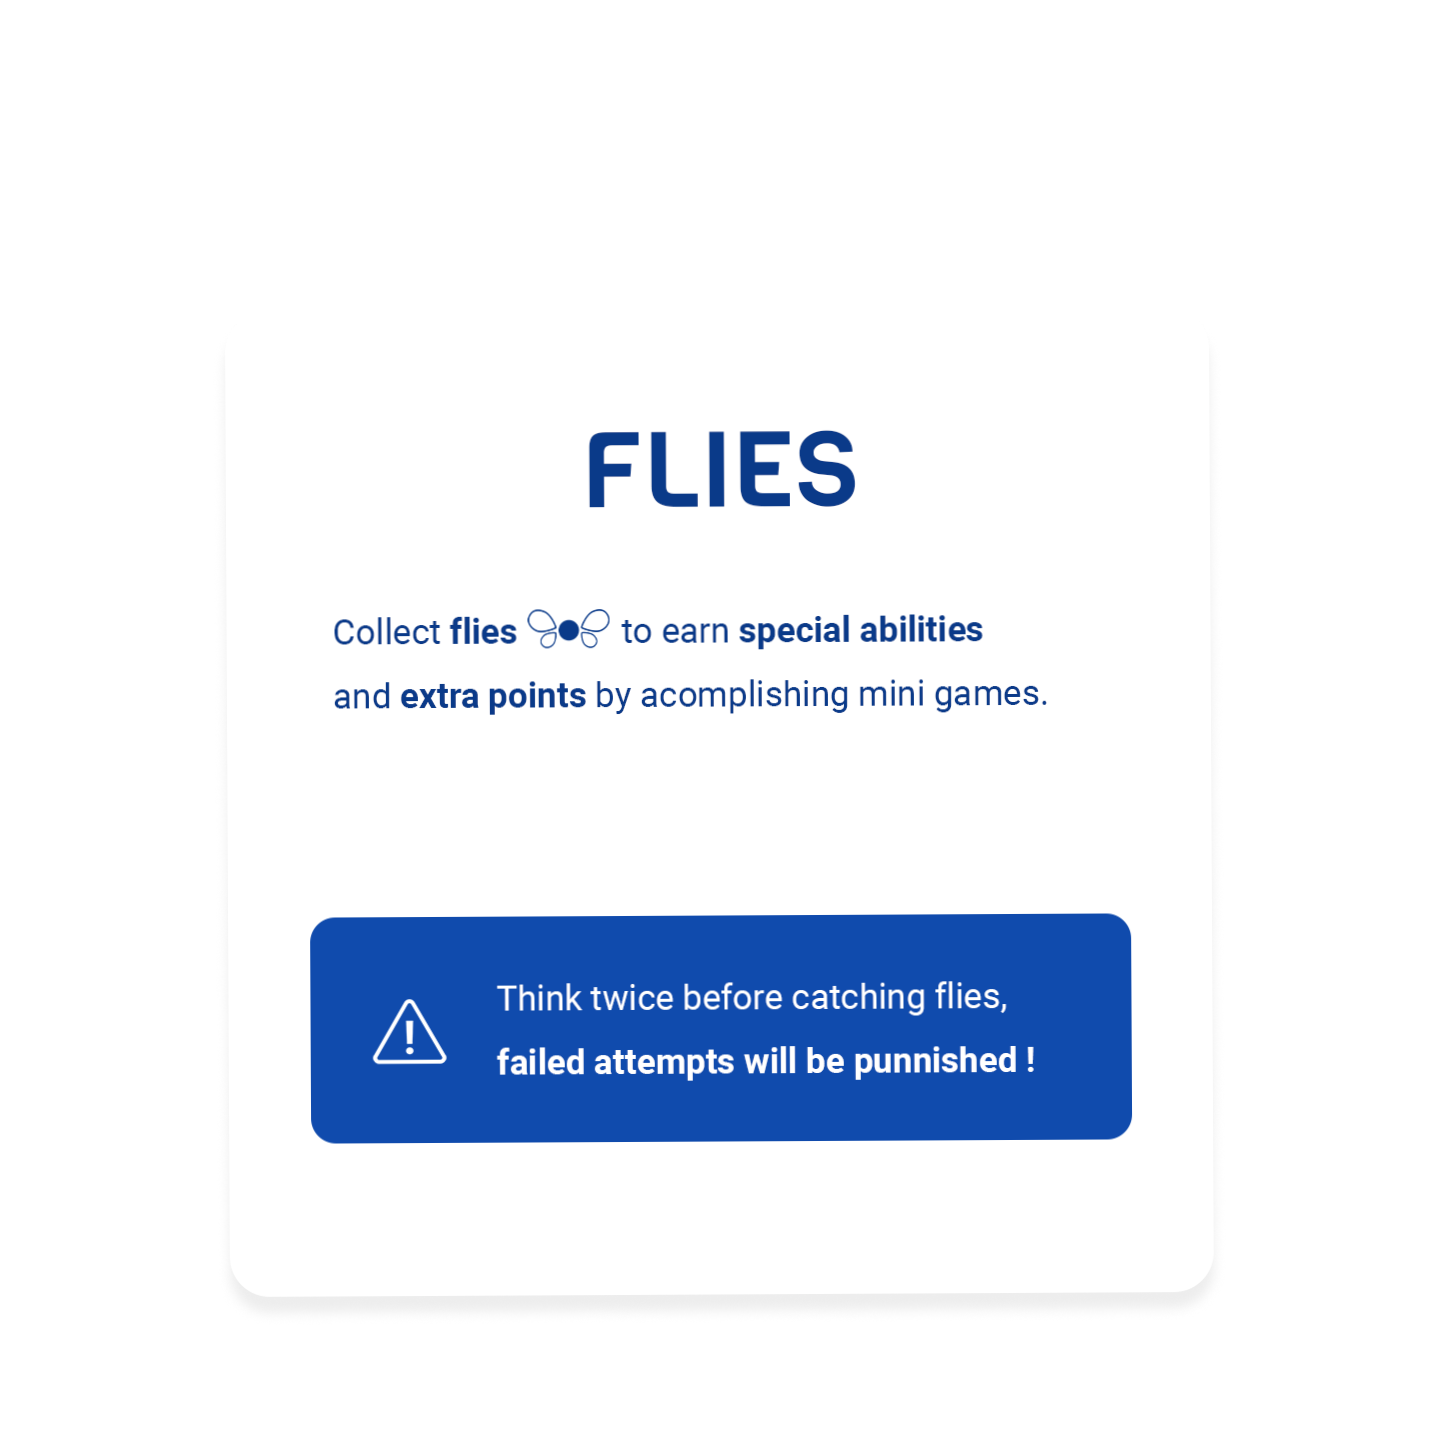 FLIES
Collect flies to earn special abilities
and extra points by acomplishing mini games.
Think twice before catching flies,
failed attempts will be punnished !